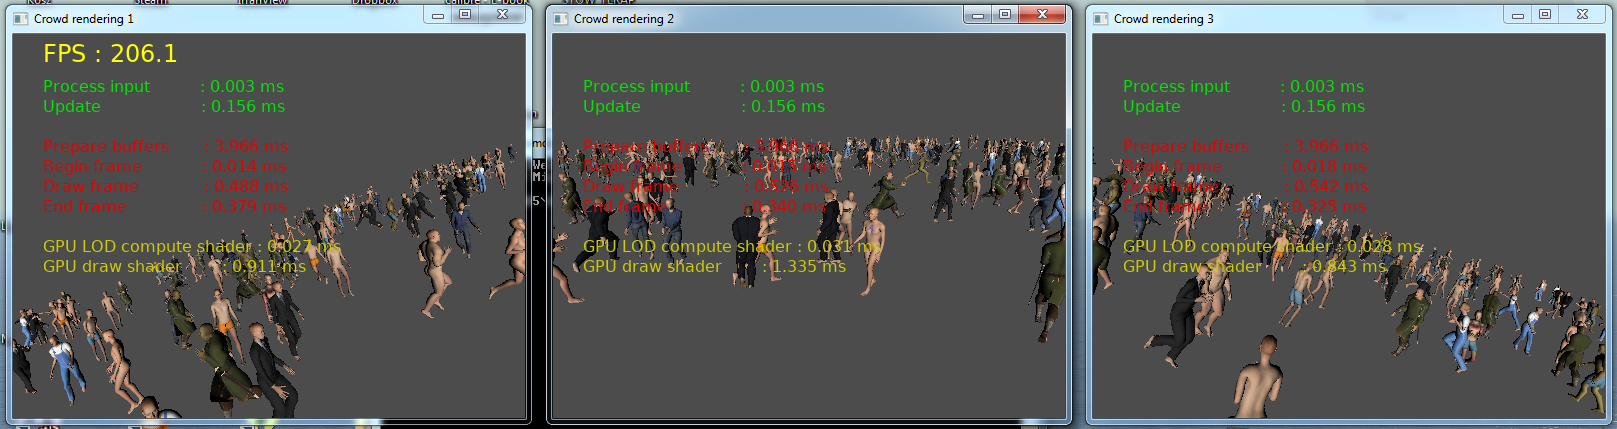 Kosz
Steam
IrfanView
Dropbox
calibre - E-book
Crowd rendering 1
FPS : 206.1
Process input : 0.003 ms
Update : 0.156 ms
Prepare buffers : 3.966 ms
Begin frame : 0.014 ms
Draw frame : 0.488 ms
End frame : 0.379 ms
GPU LOD compute shader : 0.027 ms
GPU draw shader : 0.911 ms
Crowd rendering 2
Process input : 0.003 ms
Update : 0.156 ms
Prepare buffers : 3.966 ms
Begin frame : 0.015 ms
Draw frame : 0.526 ms
End frame : 0.340 ms
GPU LOD compute shader : 0.031 ms
GPU draw shader : 1.335 ms
Crowd rendering 3
Process input : 0.003 ms
Update : 0.156 ms
Prepare buffers : 3.966 ms
Begin frame : 0.018 ms
Draw frame : 0.542 ms
End frame : 0.325 ms
GPU LOD compute shader : 0.028 ms
GPU draw shader : 0.843 ms